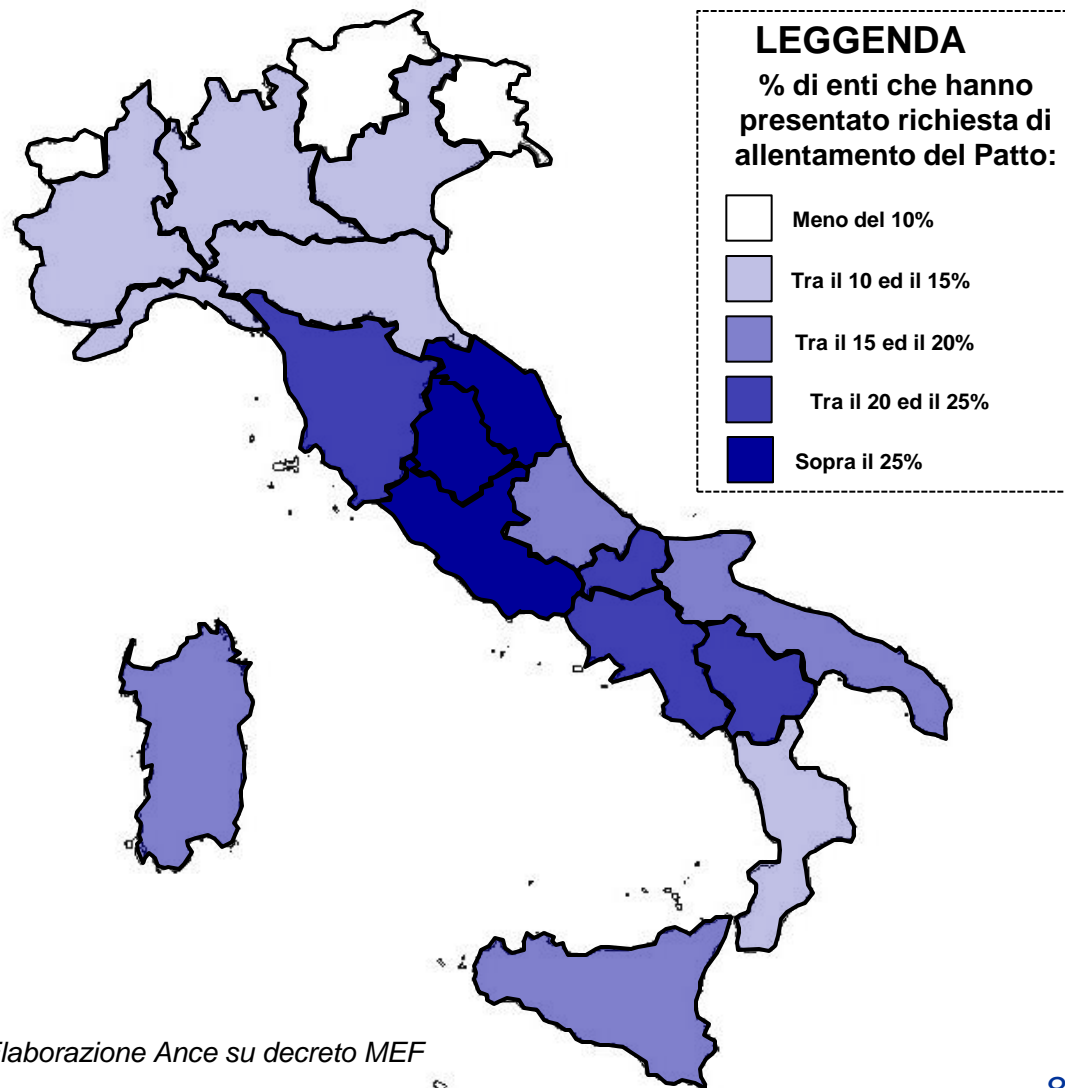 LEGGENDA
% di enti che hanno
presentato richiesta di
allentamento del Patto:
Meno del 10%
Tra il 10 ed il 15%
Tra il 15 ed il 20%
Tra il 20 ed il 25%
Sopra il 25%
laborazione Ance su decreto MEF
8